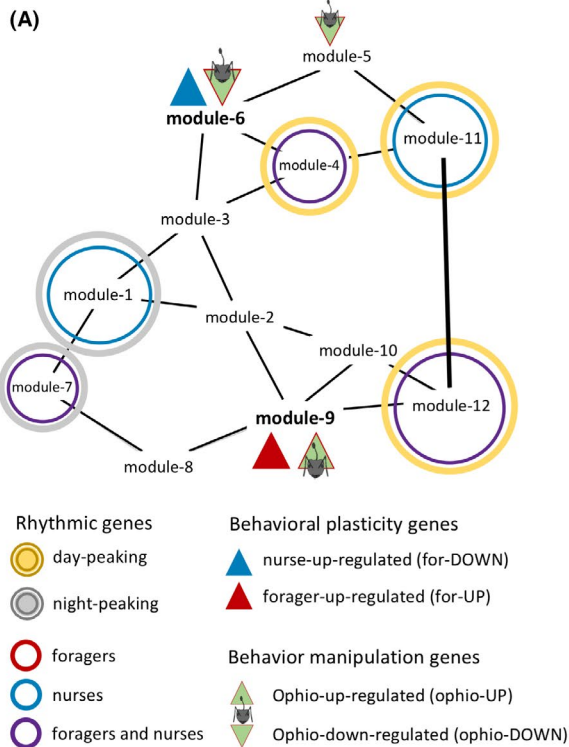 (A)
module-5
module-6
module-11
module-4
module-3
module-1
module-2
module-10
module-7
module-12
module-9
module-8
Rhythmic genes
day-peaking
night-peaking
foragers
nurses
foragers and nurses
Behavioral plasticity genes
nurse-up-regulated (for-DOWN)
forager-up-regulated (for-UP)
Behavior manipulation genes
Ophio-up-regulated (ophio-UP)
Ophio-down-regulated (ophio-DOWN)